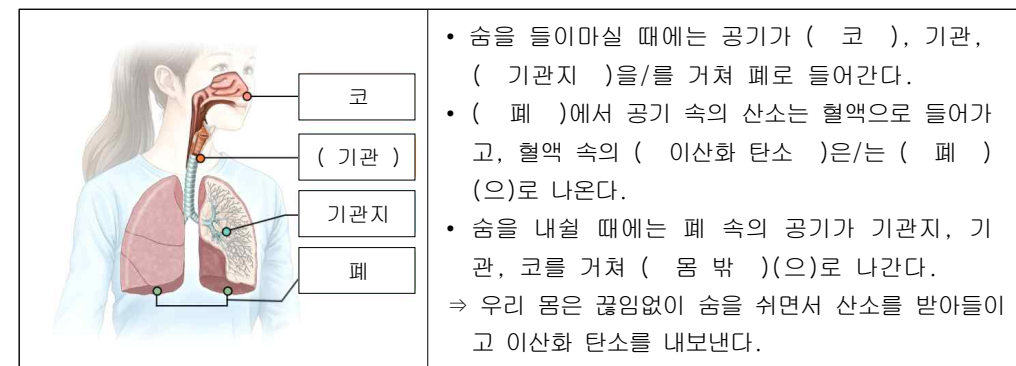 코
( 기관 )
기관지
폐
• 숨을 들이마실 때에는 공기가 ( 코 ), 기관,
( 기관지 )을/를 거쳐 폐로 들어간다.
• ( 폐 )에서 공기 속의 산소는 혈액으로 들어가
고, 혈액 속의 ( 이산화 탄소 )은/는 ( 폐 )
(으)로 나온다.
• 숨을 내쉴 때에는 폐 속의 공기가 기관지, 기
관, 코를 거쳐 ( 몸 밖 )(으)로 나간다.
⇒ 우리 몸은 끊임없이 숨을 쉬면서 산소를 받아들이
고 이산화 탄소를 내보낸다.